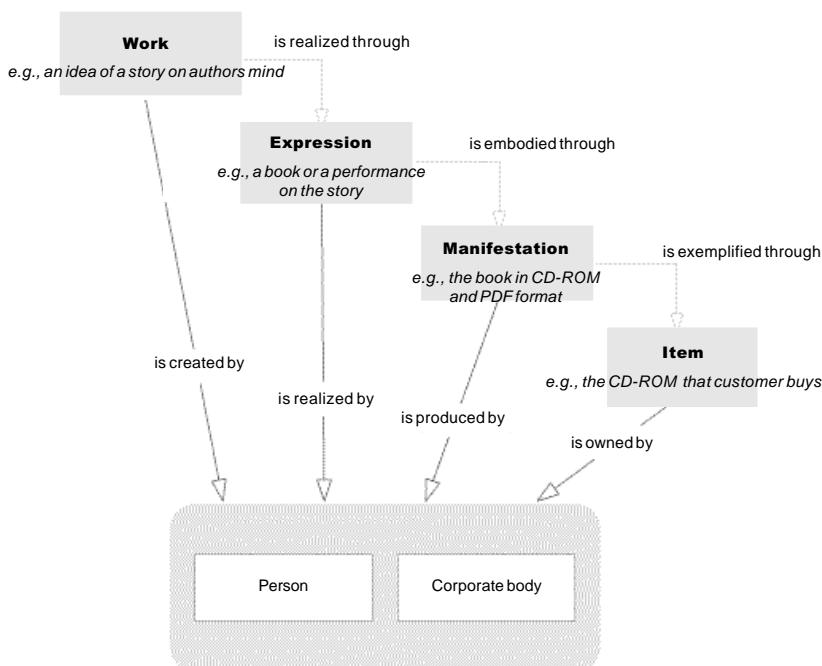 Work
is realized through
e.g., an idea of a story on authors mind
Expression
is embodied through
e.g., a book or a performance
on the story
Manifestation
is exemplified through
e.g., the book in CD-ROM
and PDF format
Item
e.g., the CD-ROM that customer buys
is created by
is realized by
is produced by
is owned by
Person
Corporate body